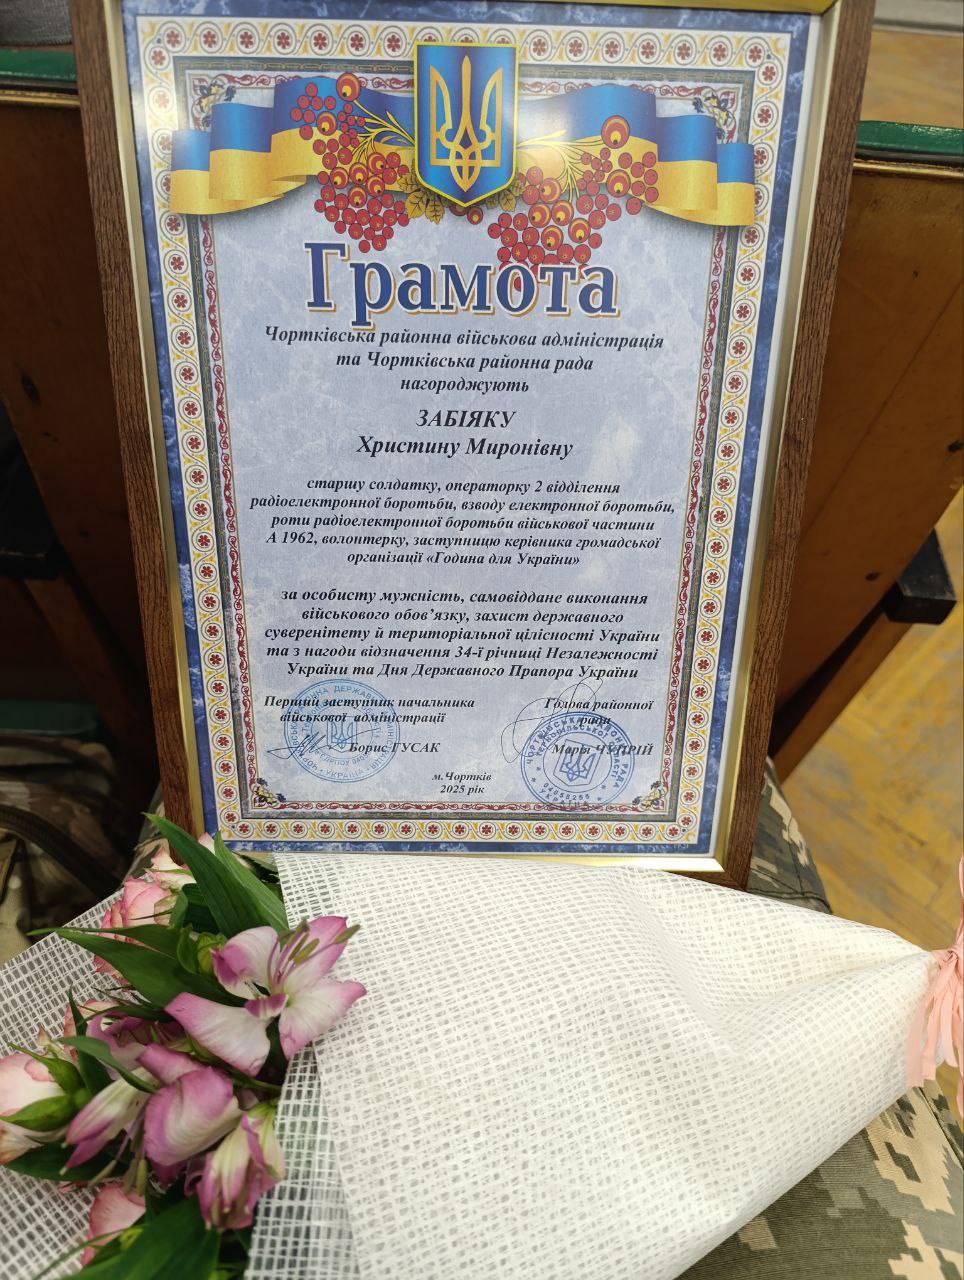 Грамота
Чортківська районна військова адміністрація
та Чортківська районна рада
нагороджують
ЗАБІЯКУ
Христину Миронівну
старшу солдатку, операторку 2 відділення
радіоелектронної боротьби, взводу електронної боротьби,
роти радіоелектронної боротьби військової частини
А 1962, волонтерку, заступницю керівника громадської
організації «Година для України»
за особисту мужність, самовіддане виконання
військового обов’язку, захист державного
суверенітету й територіальної цілісності України
та з нагоди відзначення 34-ї річниці Незалежності
України та Дня Державного Прапора України
Перший заступник начальника
військової адміністрації
Борис ГУСАК
Голова районної
ради
м.Чортків
2025 рік